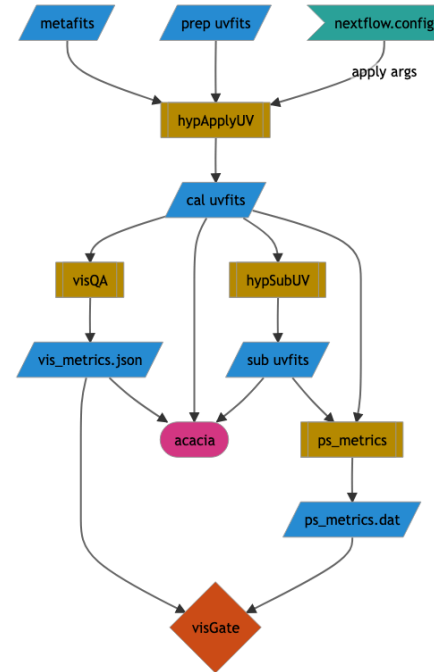 metafits
prep uvfits
nextflow.config
apply args
hypApplyUV
cal uvfits
visQA
hypSubUV
vis_metrics.json
sub uvfits
acacia
ps_metrics
ps_metrics.dat
visGate